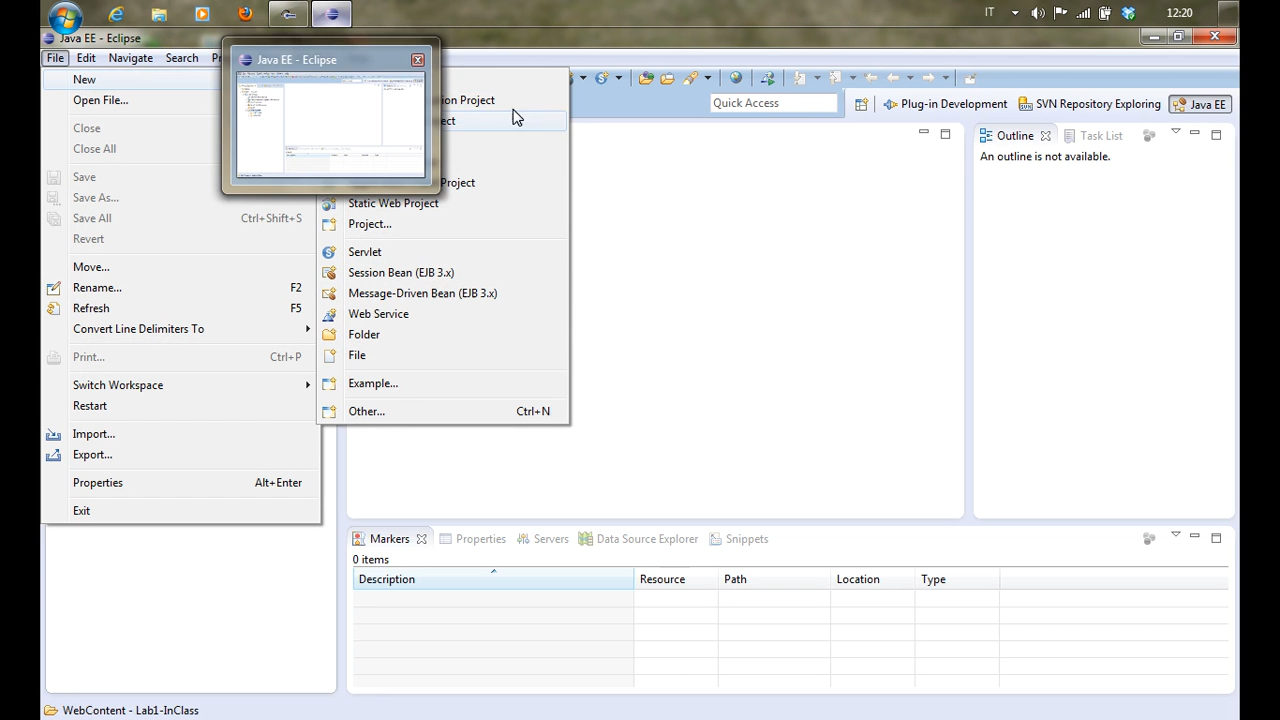 IT
12:20
Java EE - Eclipse
File Edit Navigate Search
Java EE - Eclipse
New
Open File...
Close
Close All
Save
Save As...
Save All Ctrl+Shift+S
Revert
Move...
Rename... F2
Refresh F5
Convert Line Delimiters To
Print... Ctrl+P
Switch Workspace
Restart
Import...
Export...
Properties Alt+Enter
Exit
Project
Project
Static Web Project
Project...
Servlet
Session Bean (EJB 3.x)
Message-Driven Bean (EJB 3.x)
Web Service
Folder
File
Example...
Other... Ctrl+N
Quick Access
Plug-in Development
SVN Repository Exploring
Java EE
Outline
Task List
An outline is not available.
Markers Properties Servers Data Source Explorer Snippets
0 items
Description Resource Path Location Type
WebContent - Lab1-InClass